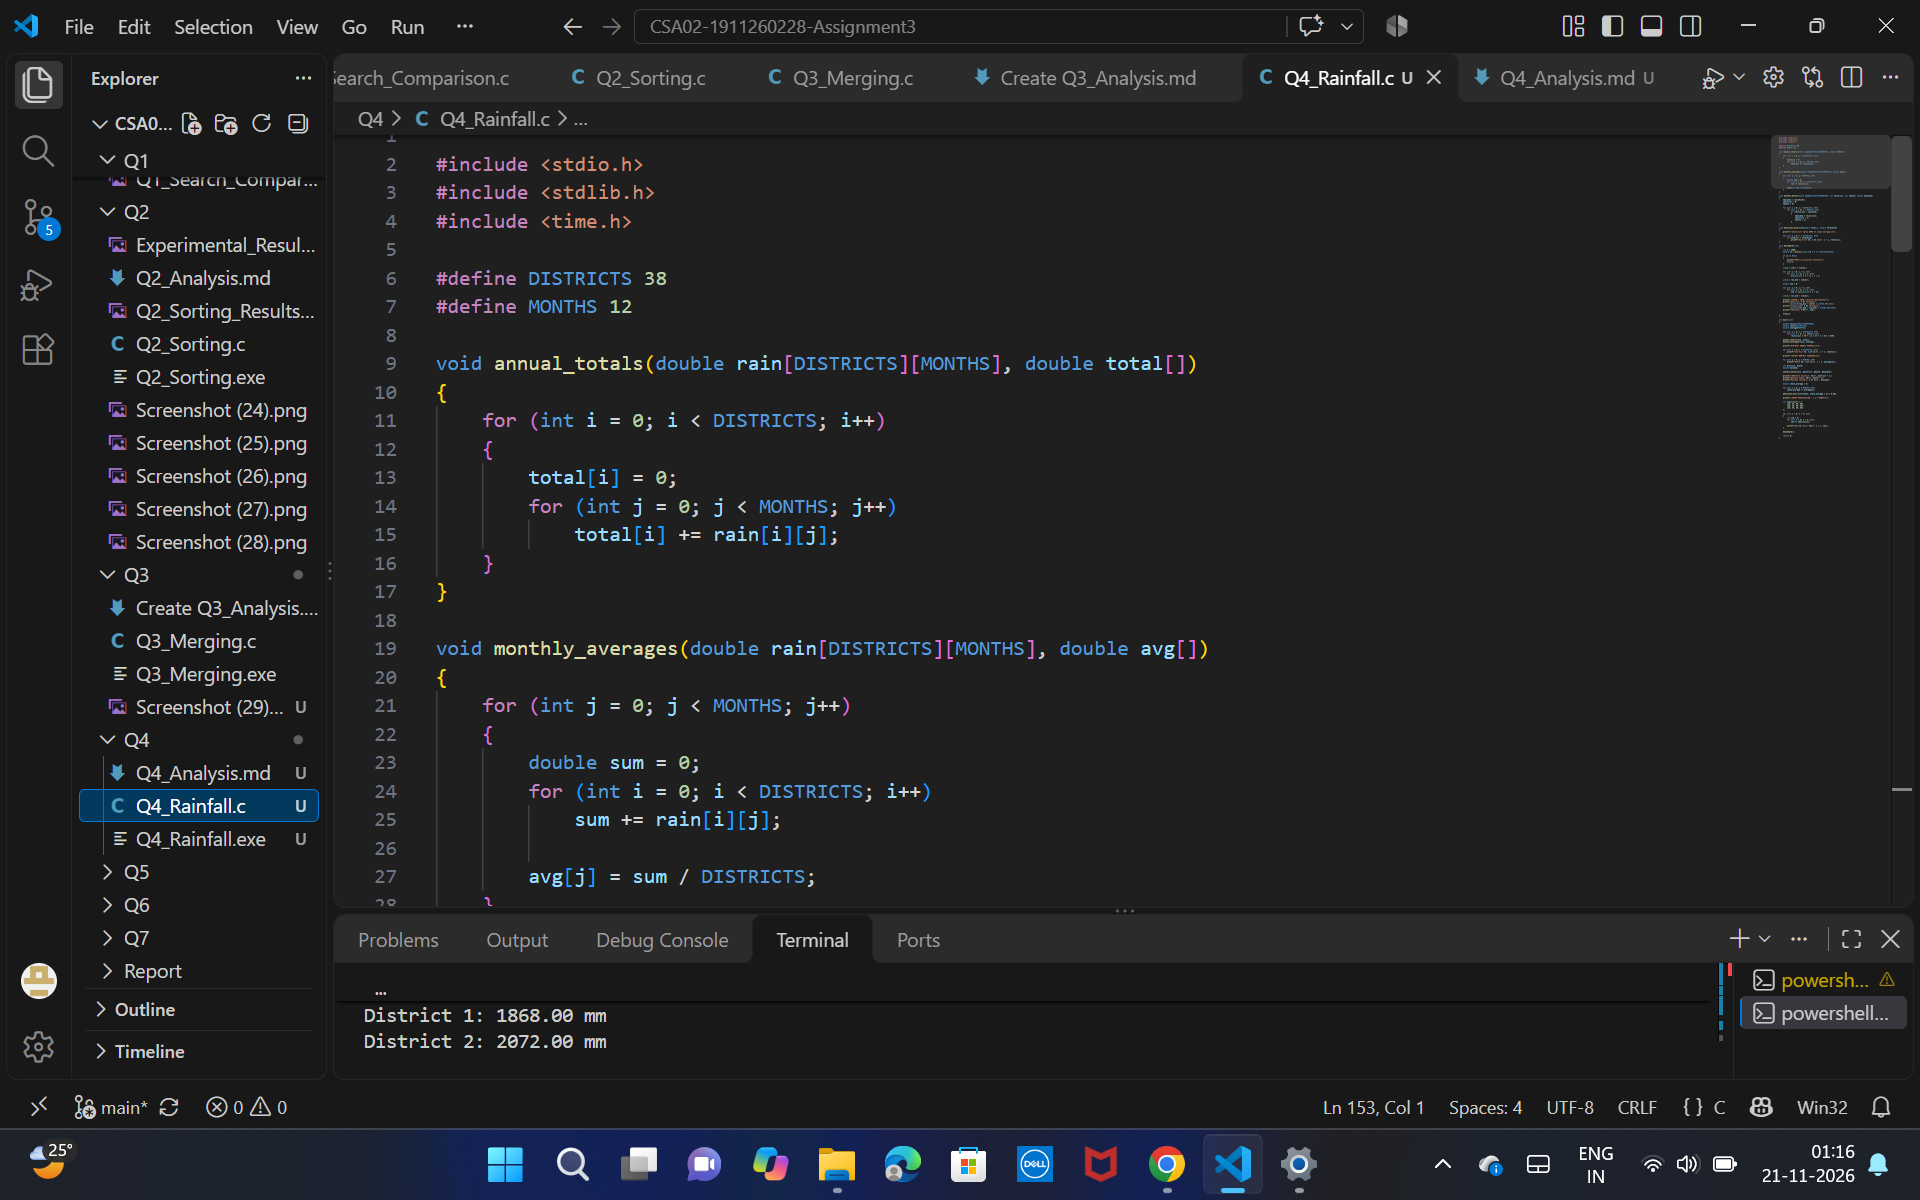 File Edit Selection View Go Run ...
CSA02-1911260228-Assignment3
Explorer
CSA0...
Q1
Q1_Search_Compar...
Q2
Experimental_Resul...
Q2_Analysis.md
Q2_Sorting_Results...
Q2_Sorting.c
Q2_Sorting.exe
Screenshot (24).png
Screenshot (25).png
Screenshot (26).png
Screenshot (27).png
Screenshot (28).png
Q3
Create Q3_Analysis....
Q3_Merging.c
Q3_Merging.exe
Screenshot (29)... U
Q4
Q4_Analysis.md U
Q4_Rainfall.c U
Q4_Rainfall.exe U
Q5
Q6
Q7
Report
Outline
Timeline
5
Search_Comparison.c Q2_Sorting.c Q3_Merging.c Create Q3_Analysis.md Q4_Rainfall.c U Q4_Analysis.md U
Q4 > C Q4_Rainfall.c > ...
1
2 #include <stdio.h>
3 #include <stdlib.h>
4 #include <time.h>
5
6 #define DISTRICTS 38
7 #define MONTHS 12
8
9 void annual_totals(double rain[DISTRICTS][MONTHS], double total[])
10 {
11 for (int i = 0; i < DISTRICTS; i++)
12 {
13 total[i] = 0;
14 for (int j = 0; j < MONTHS; j++)
15 total[i] += rain[i][j];
16 }
17 }
18
19 void monthly_averages(double rain[DISTRICTS][MONTHS], double avg[])
20 {
21 for (int j = 0; j < MONTHS; j++)
22 {
23 double sum = 0;
24 for (int i = 0; i < DISTRICTS; i++)
25 sum += rain[i][j];
26
27 avg[j] = sum / DISTRICTS;
28 }
Problems Output Debug Console Terminal Ports
...
District 1: 1868.00 mm
District 2: 2072.00 mm
powersh...
powershell...
main* 0 0
Ln 153, Col 1 Spaces: 4 UTF-8 CRLF {} C Win32
25°
DELL
ENG
IN
01:16
21-11-2026